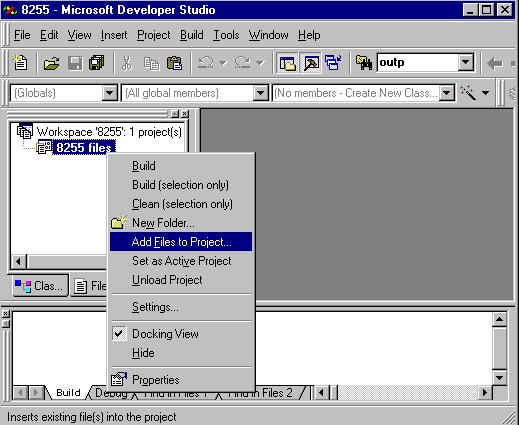 8255 - Microsoft Developer Studio
File Edit View Insert Project Build Tools Window Help
outp
(Globals) (All global members) (No members - Create New Class...
Workspace '8255': 1 project(s)
8255 files
Build
Build (selection only)
Clean (selection only)
New Folder...
Add Files to Project...
Set as Active Project
Unload Project
Clas... File
Settings...
Docking View
Hide
Properties
Build Debug Find in Files 1 Find in Files 2
Inserts existing file(s) into the project